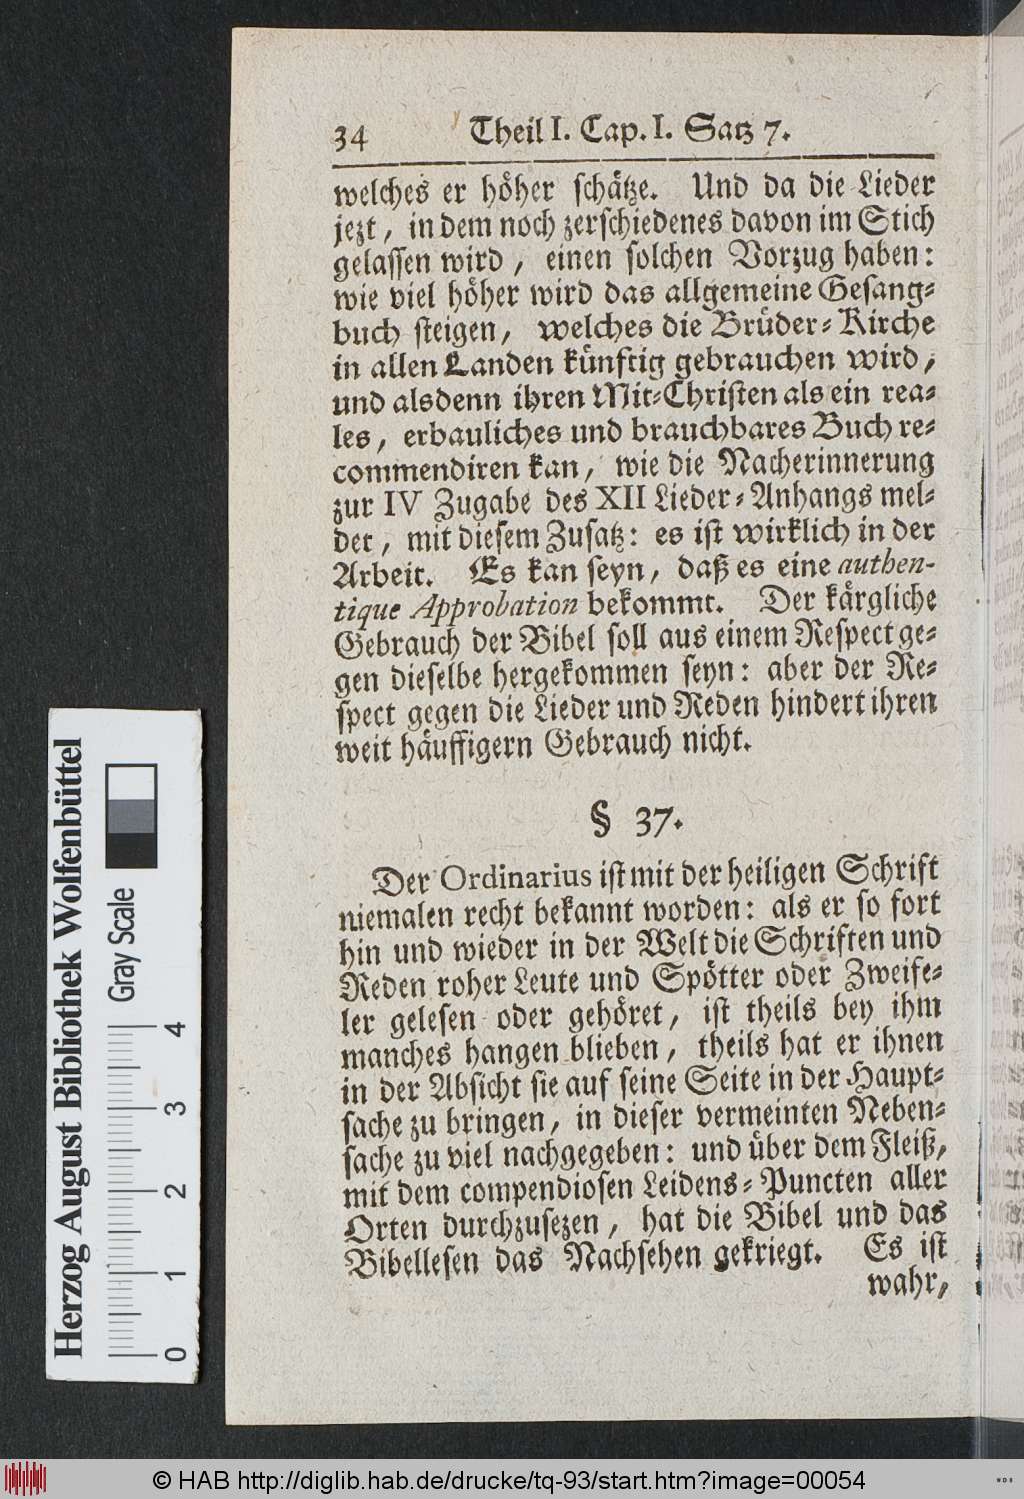 34 Theil I. Cap. I. Satz 7.
welches er höher schätze. Und da die Lieder
jezt, in dem noch zerschiedenes davon im Stich
gelassen wird, einen solchen Vorzug haben:
wie viel höher wird das allgemeine Gesang-
buch steigen, welches die Brüder-Kirche
in allen Landen künftig gebrauchen wird,
und alsdenn ihren Mit-Christen als ein rea-
les, erbauliches und brauchbares Buch re-
commendiren kan, wie die Nacherinnerung
zur IV Zugabe des XII Lieder-Anhangs mel-
det, mit diesem Zusatz: es ist wirklich in der
Arbeit. Es kan seyn, daß es eine authen-
tique Approbation bekommt. Der kärgliche
Gebrauch der Bibel soll aus einem Respect ge-
gen dieselbe hergekommen seyn: aber der Re-
spect gegen die Lieder und Reden hindert ihren
weit häuffigern Gebrauch nicht.
§ 37.
Der Ordinarius ist mit der heiligen Schrift
niemalen recht bekannt worden: als er so fort
hin und wieder in der Welt die Schriften und
Reden roher Leute und Spötter oder Zweife-
ler gelesen oder gehöret, ist theils bey ihm
manches hangen blieben, theils hat er ihnen
in der Absicht sie auf seine Seite in der Haupt-
sache zu bringen, in dieser vermeinten Neben-
sache zu viel nachgegeben: und über dem Fleiß,
mit dem compendiosen Leidens-Puncten aller
Orten durchzusezen, hat die Bibel und das
Bibellesen das Nachsehen gekriegt. Es ist
wahr,
Herzog August Bibliothek Wolfenbüttel
Gray Scale
0 1 2 3 4
© HAB http://diglib.hab.de/drucke/tq-93/start.htm?image=00054